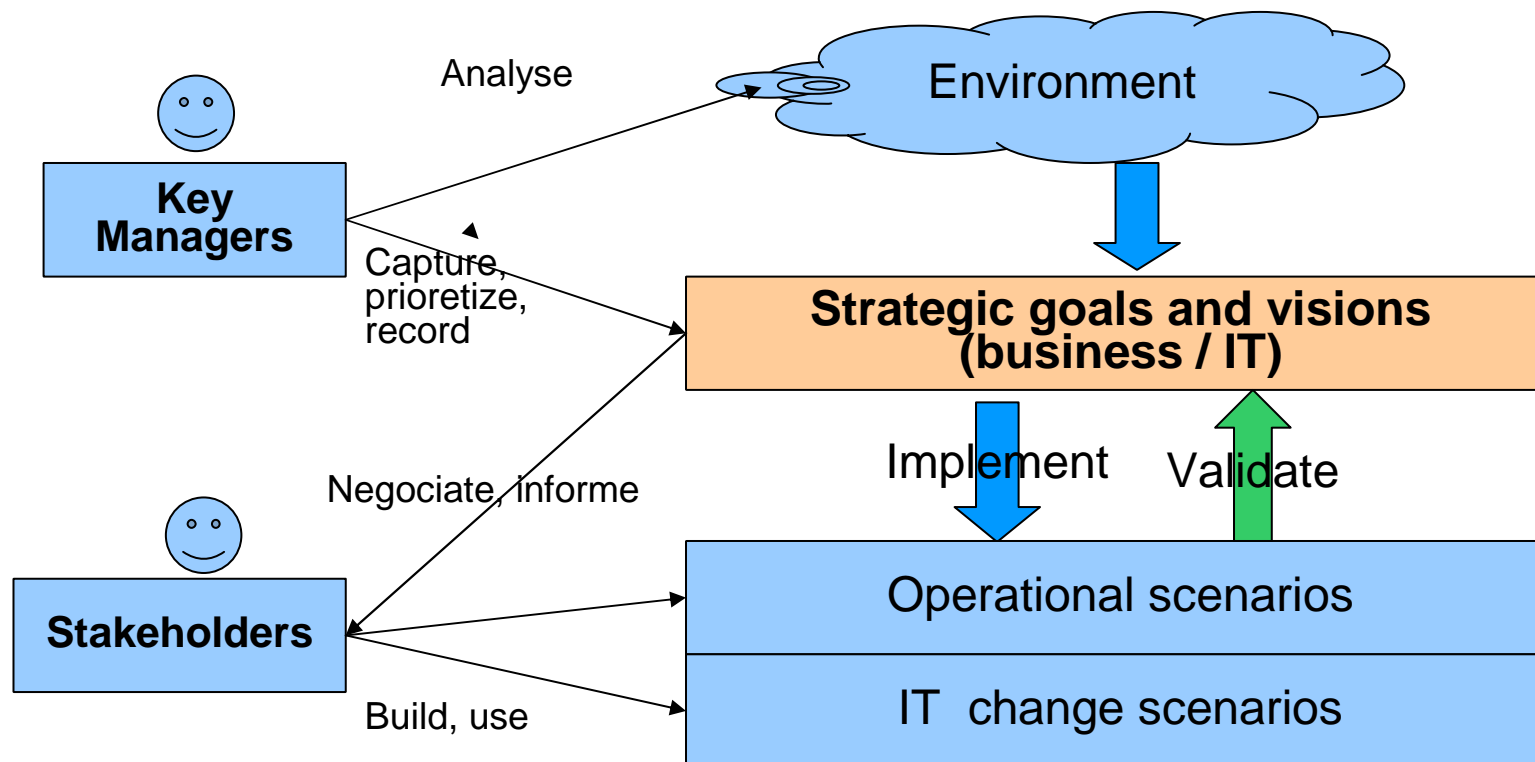 Analyse
Environment
Key
Managers
Capture,
prioretize,
record
Strategic goals and visions
(business / IT)
Implement
Validate
Negociate, informe
Stakeholders
Operational scenarios
Build, use
IT change scenarios